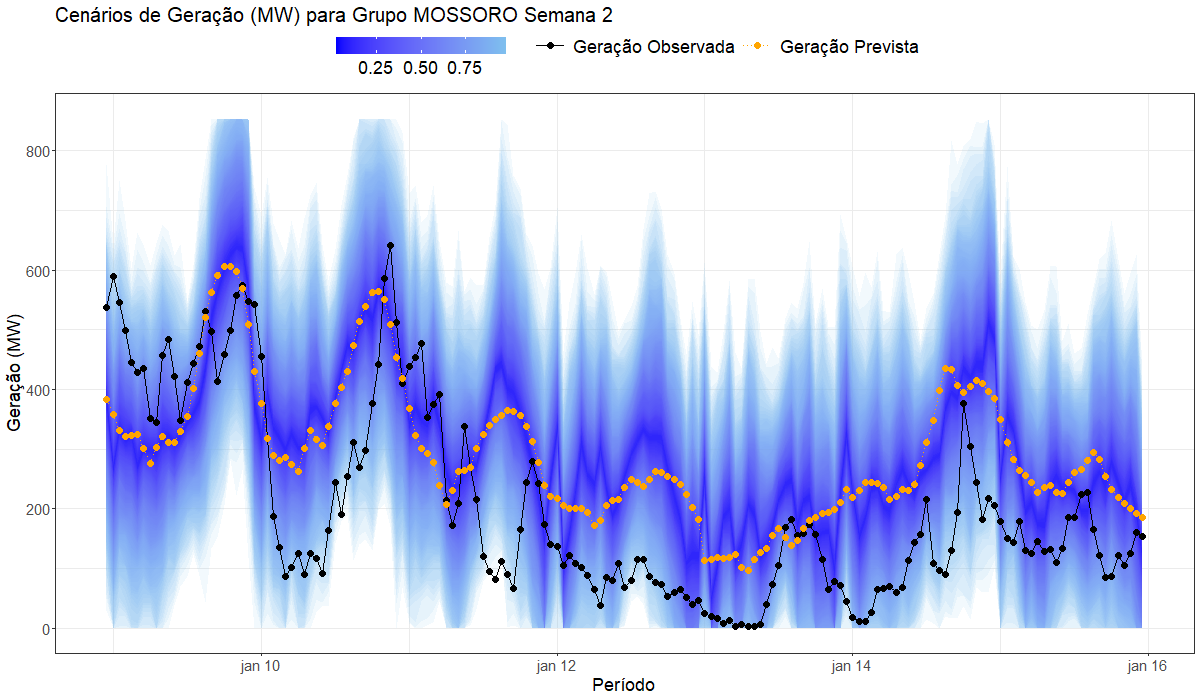 Cenários de Geração (MW) para Grupo MOSSORO Semana 2
0.25 0.50 0.75
Geração Observada
Geração Prevista
Geração (MW)
800
600
400
200
0
jan 10
jan 12
jan 14
jan 16
Período